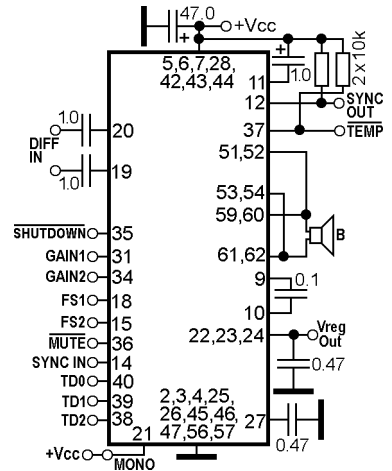 47.0
+Vcc
+
5,6,7,28,
42,43,44
+
1.0
2 x 10k
11
12
SYNC
OUT
37
TEMP
1.0
DIFF
IN
20
19
1.0
51,52
53,54
59,60
B
61,62
SHUTDOWN
35
GAIN1
31
GAIN2
34
FS1
18
FS2
15
MUTE
36
SYNC IN
14
TD0
40
TD1
39
TD2
38
9
0.1
10
22,23,24
Vreg
Out
0.47
2,3,4,25,
26,45,46,
47,56,57
27
0.47
21
+Vcc
MONO